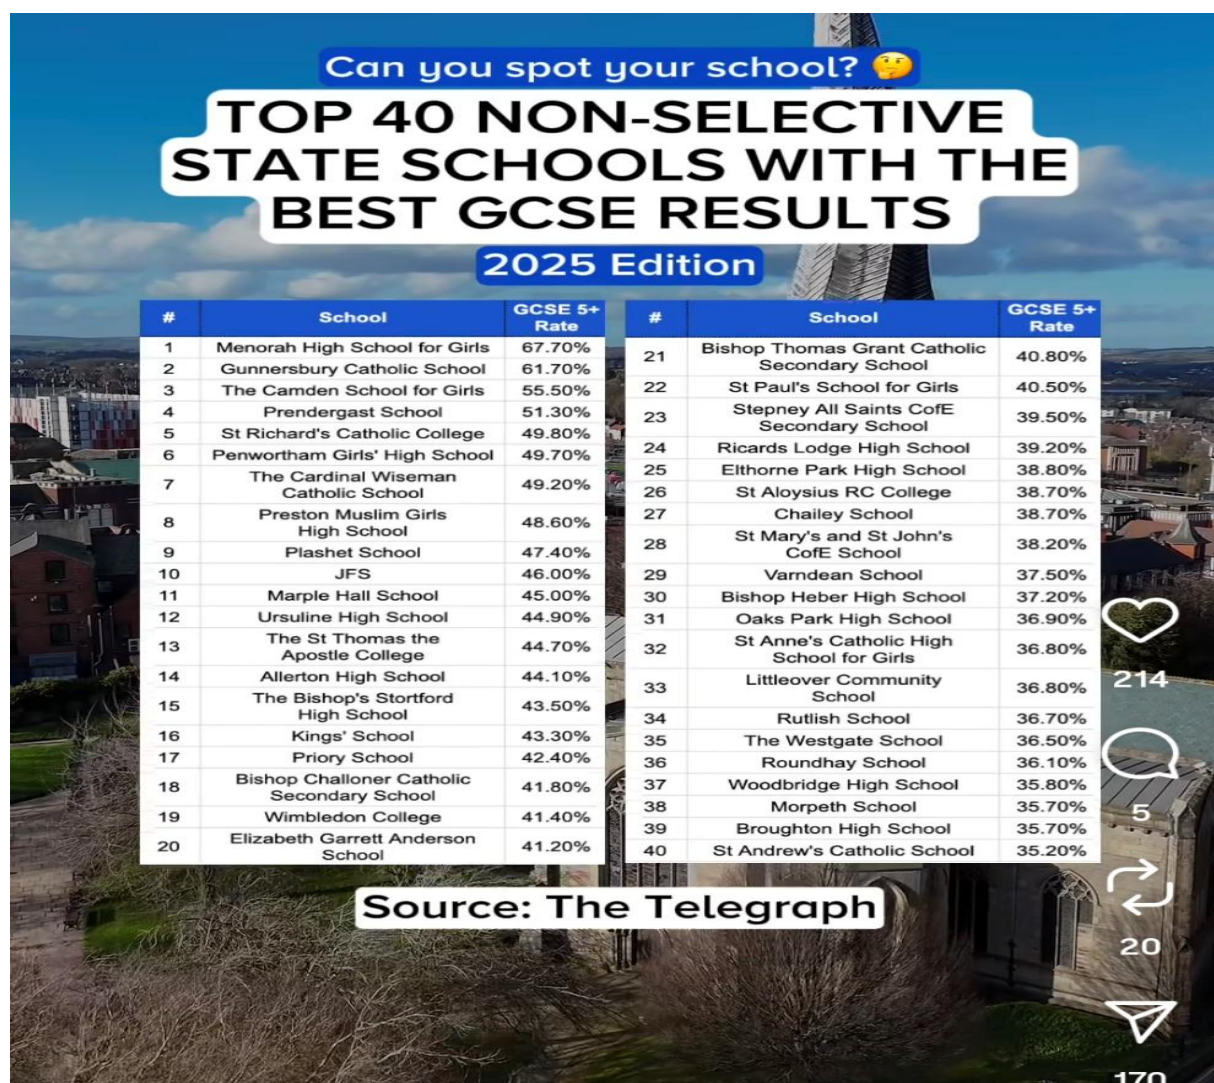 Can you spot your school? 🤔
TOP 40 NON-SELECTIVE
STATE SCHOOLS WITH THE
BEST GCSE RESULTS
2025 Edition
# School GCSE 5+
Rate
1 Menorah High School for Girls 67.70%
2 Gunnersbury Catholic School 61.70%
3 The Camden School for Girls 55.50%
4 Prendergast School 51.30%
5 St Richard's Catholic College 49.80%
6 Penwortham Girls' High School 49.70%
7 The Cardinal Wiseman
Catholic School 49.20%
8 Preston Muslim Girls
High School 48.60%
9 Plashet School 47.40%
10 JFS 46.00%
11 Marple Hall School 45.00%
12 Ursuline High School 44.90%
13 The St Thomas the
Apostle College 44.70%
14 Allerton High School 44.10%
15 The Bishop's Stortford
High School 43.50%
16 Kings' School 43.30%
17 Priory School 42.40%
18 Bishop Challoner Catholic
Secondary School 41.80%
19 Wimbledon College 41.40%
20 Elizabeth Garrett Anderson
School 41.20%
# School GCSE 5+
Rate
21 Bishop Thomas Grant Catholic
Secondary School 40.80%
22 St Paul's School for Girls 40.50%
23 Stepney All Saints CofE
Secondary School 39.50%
24 Ricards Lodge High School 39.20%
25 Elthorne Park High School 38.80%
26 St Aloysius RC College 38.70%
27 Chailey School 38.70%
28 St Mary's and St John's
CofE School 38.20%
29 Varndean School 37.50%
30 Bishop Heber High School 37.20%
31 Oaks Park High School 36.90%
32 St Anne's Catholic High
School for Girls 36.80%
33 Littleover Community
School 36.80%
34 Rutlish School 36.70%
35 The Westgate School 36.50%
36 Roundhay School 36.10%
37 Woodbridge High School 35.80%
38 Morpeth School 35.70%
39 Broughton High School 35.70%
40 St Andrew's Catholic School 35.20%
Source: The Telegraph
214
5
20
170